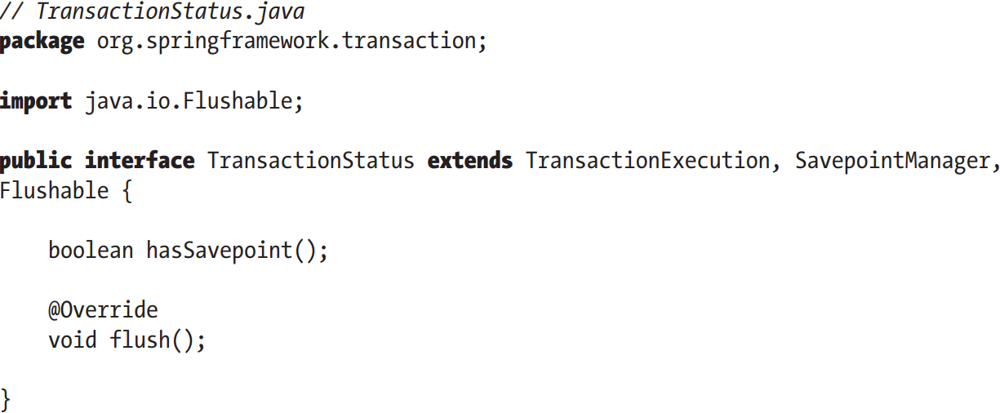 // TransactionStatus.java
package org.springframework.transaction;
import java.io.Flushable;
public interface TransactionStatus extends TransactionExecution, SavepointManager,
Flushable {
boolean hasSavepoint();
@Override
void flush();
}